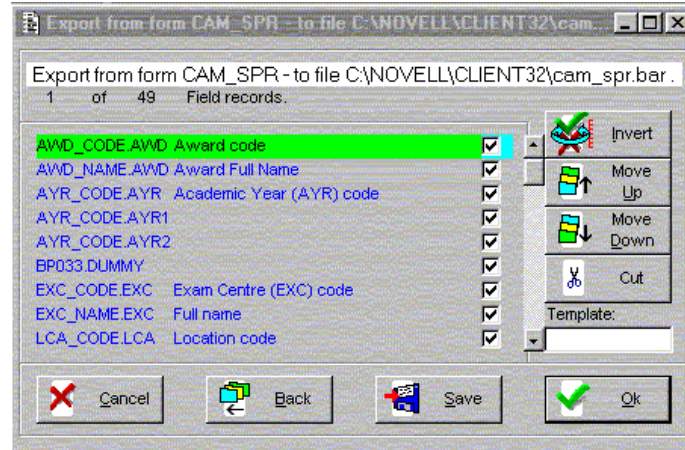 Export from form CAM_SPR - to file C:\NOVELL\CLIENT32\cam...
Export from form CAM_SPR - to file C:\NOVELL\CLIENT32\cam_spr.bar .
1 of 49 Field records.
AWD_CODE.AWD Award code
AWD_NAME.AWD Award Full Name
AYR_CODE.AYR Academic Year (AYR) code
AYR_CODE.AYR1
AYR_CODE.AYR2
BP033.DUMMY
EXC_CODE.EXC Exam Centre (EXC) code
EXC_NAME.EXC Full name
LCA_CODE.LCA Location code
Invert
Move
Up
Move
Down
Cut
Template:
Cancel Back Save Ok